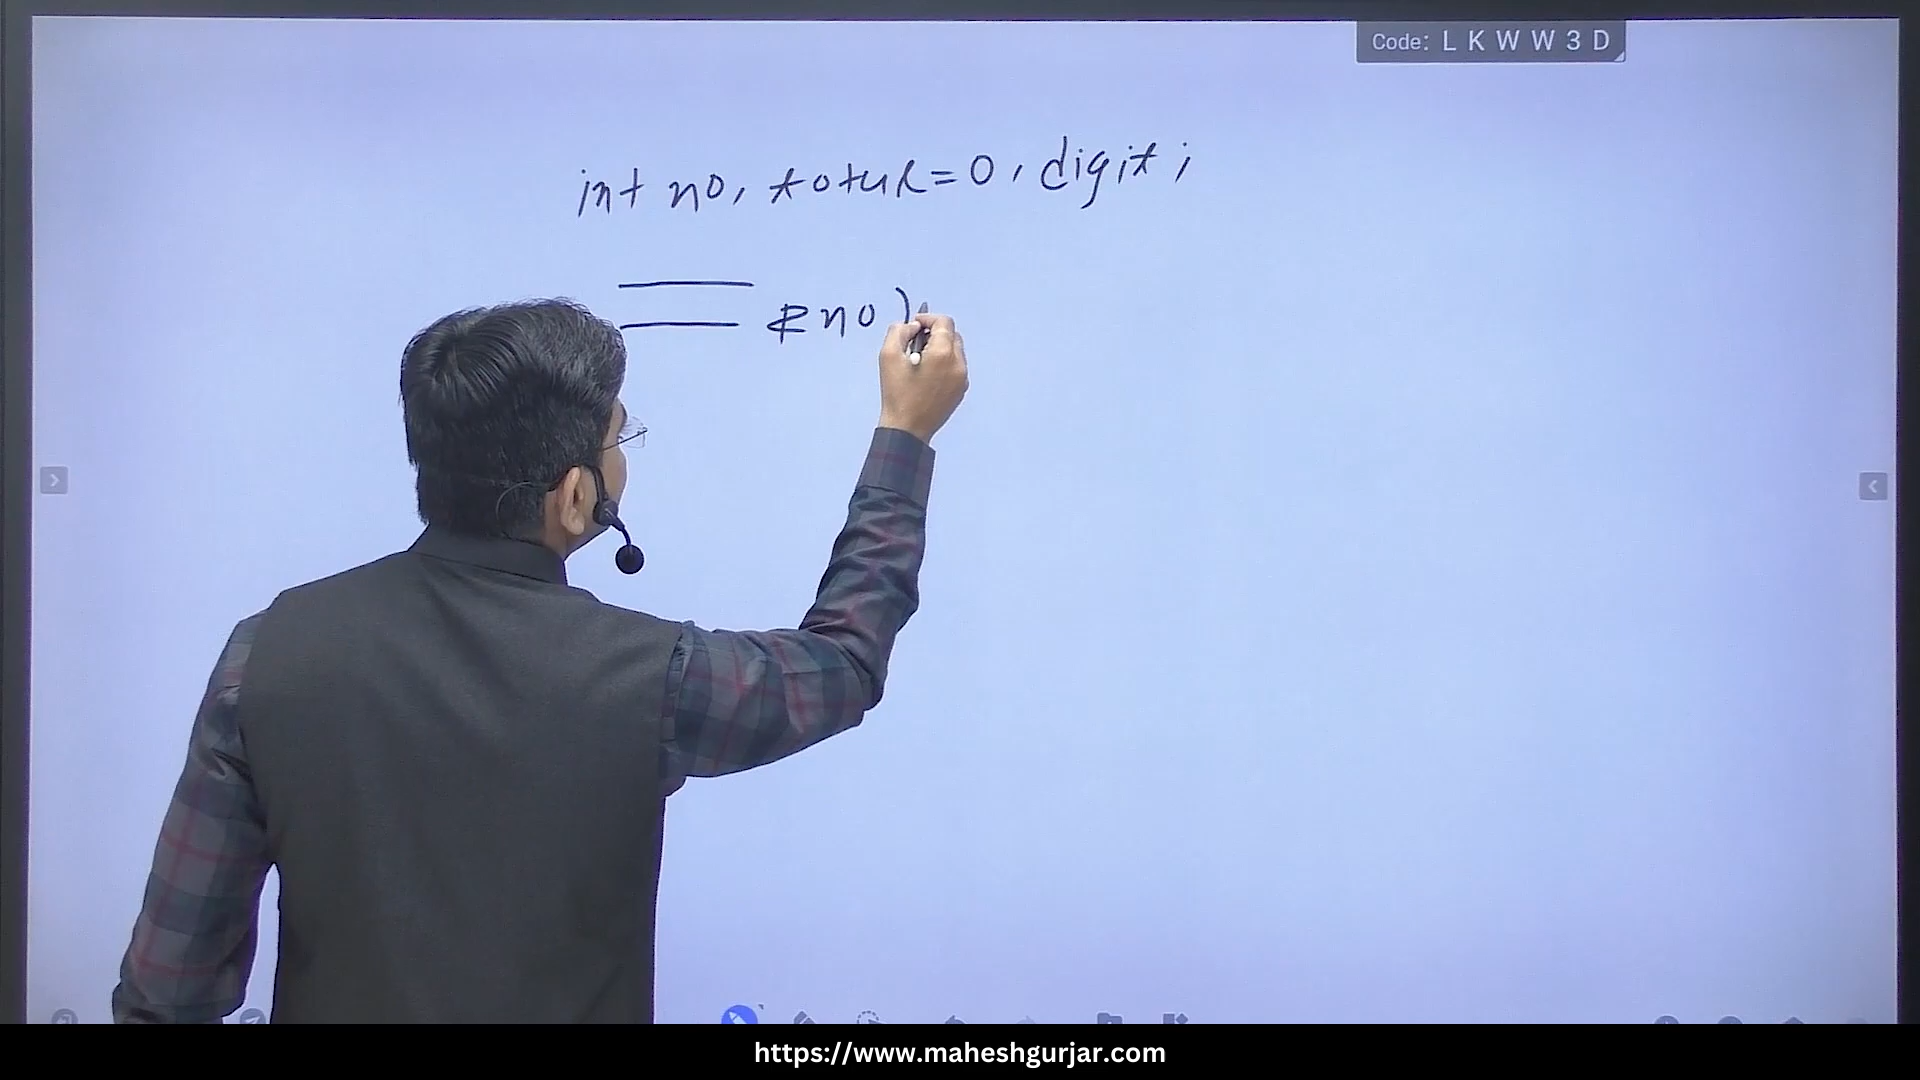 Code: L K W W 3 D
int no, total=0, digit;
&no)
https://www.maheshgurjar.com